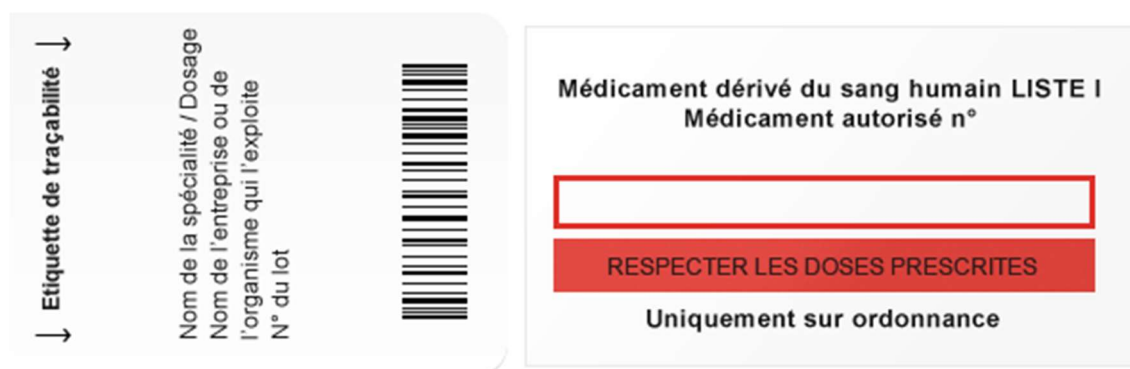 Etiquette de traçabilité
Nom de la spécialité / Dosage
Nom de l'entreprise ou de
l'organisme qui l'exploite
N° du lot
Médicament dérivé du sang humain LISTE I
Médicament autorisé n°
RESPECTER LES DOSES PRESCRITES
Uniquement sur ordonnance